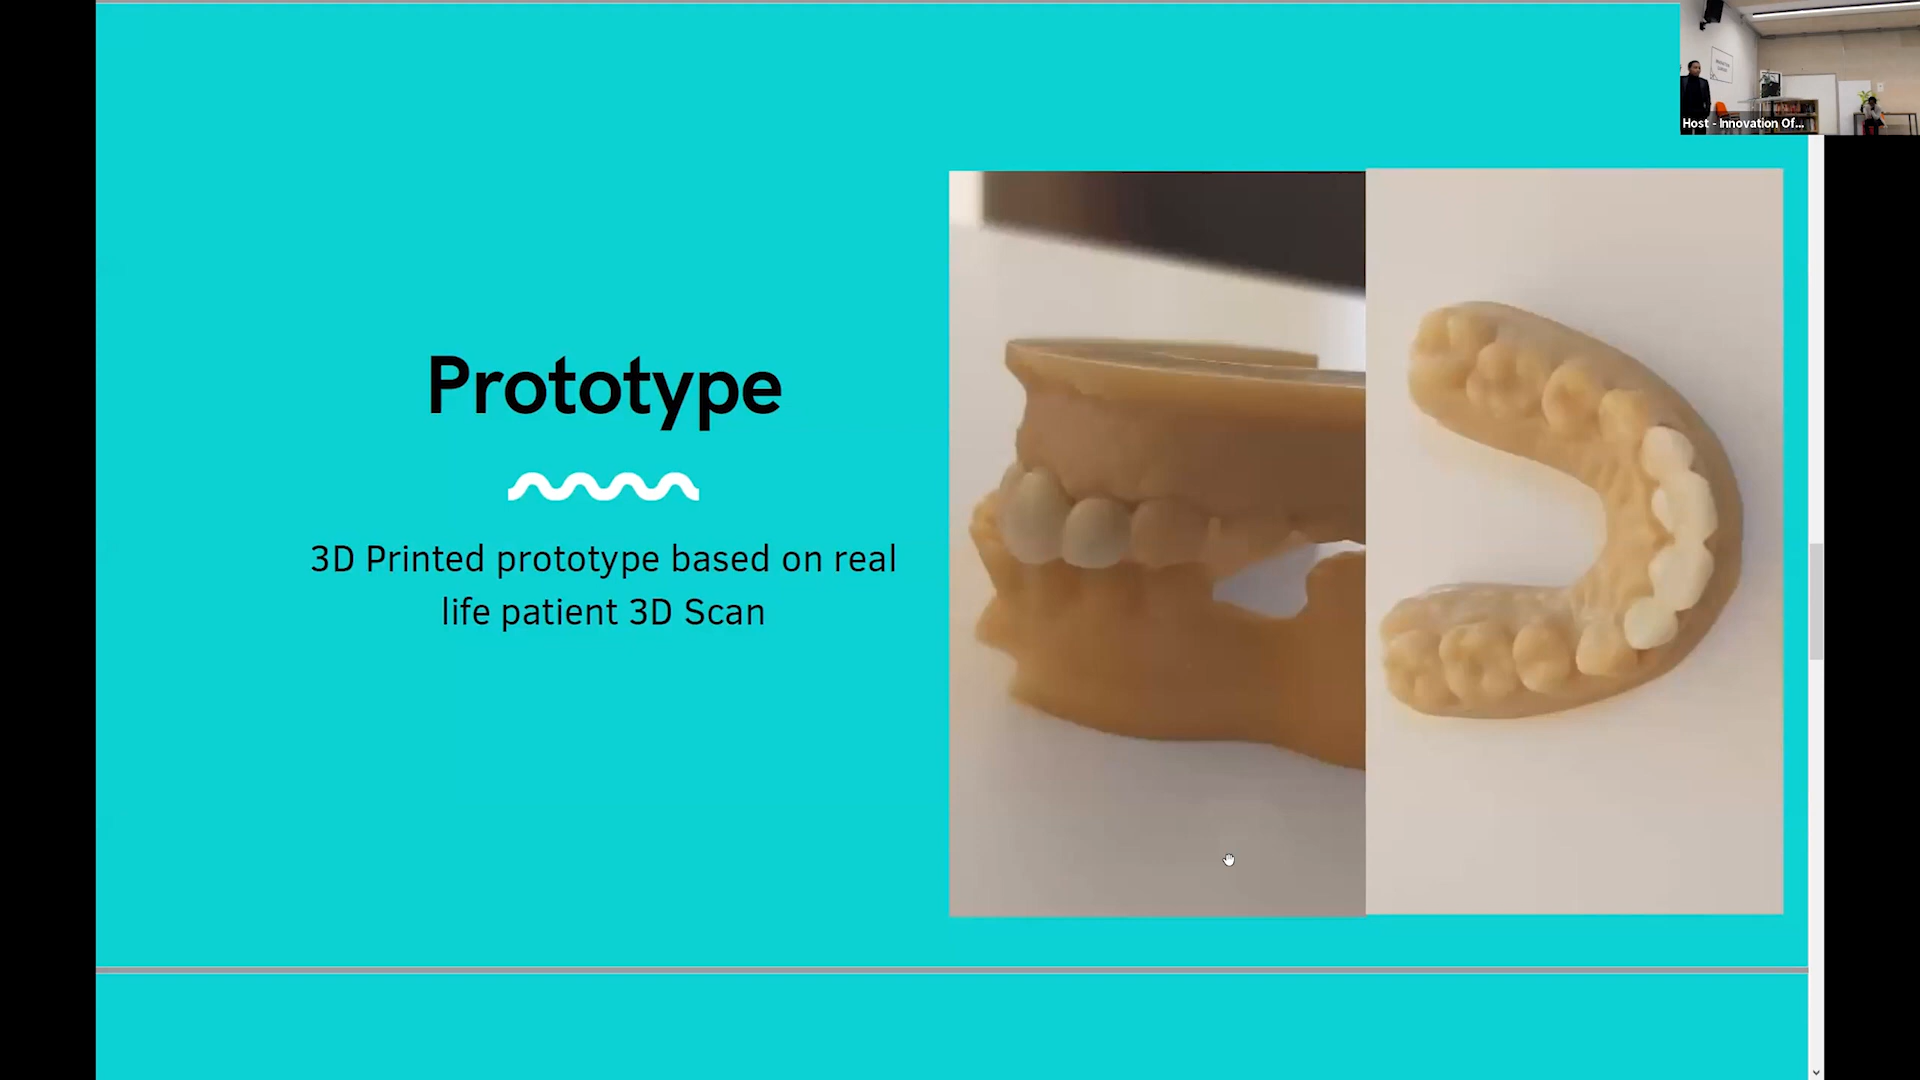 Host - Innovation Of...
Prototype
3D Printed prototype based on real
life patient 3D Scan